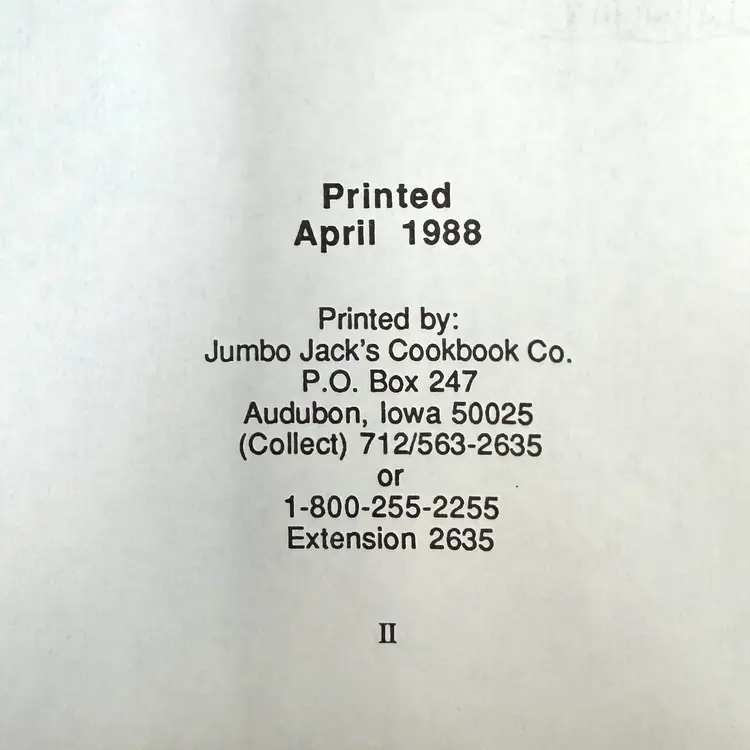 Printed
April 1988
Printed by:
Jumbo Jack's Cookbook Co.
P.O. Box 247
Audubon, Iowa 50025
(Collect) 712/563-2635
or
1-800-255-2255
Extension 2635
II